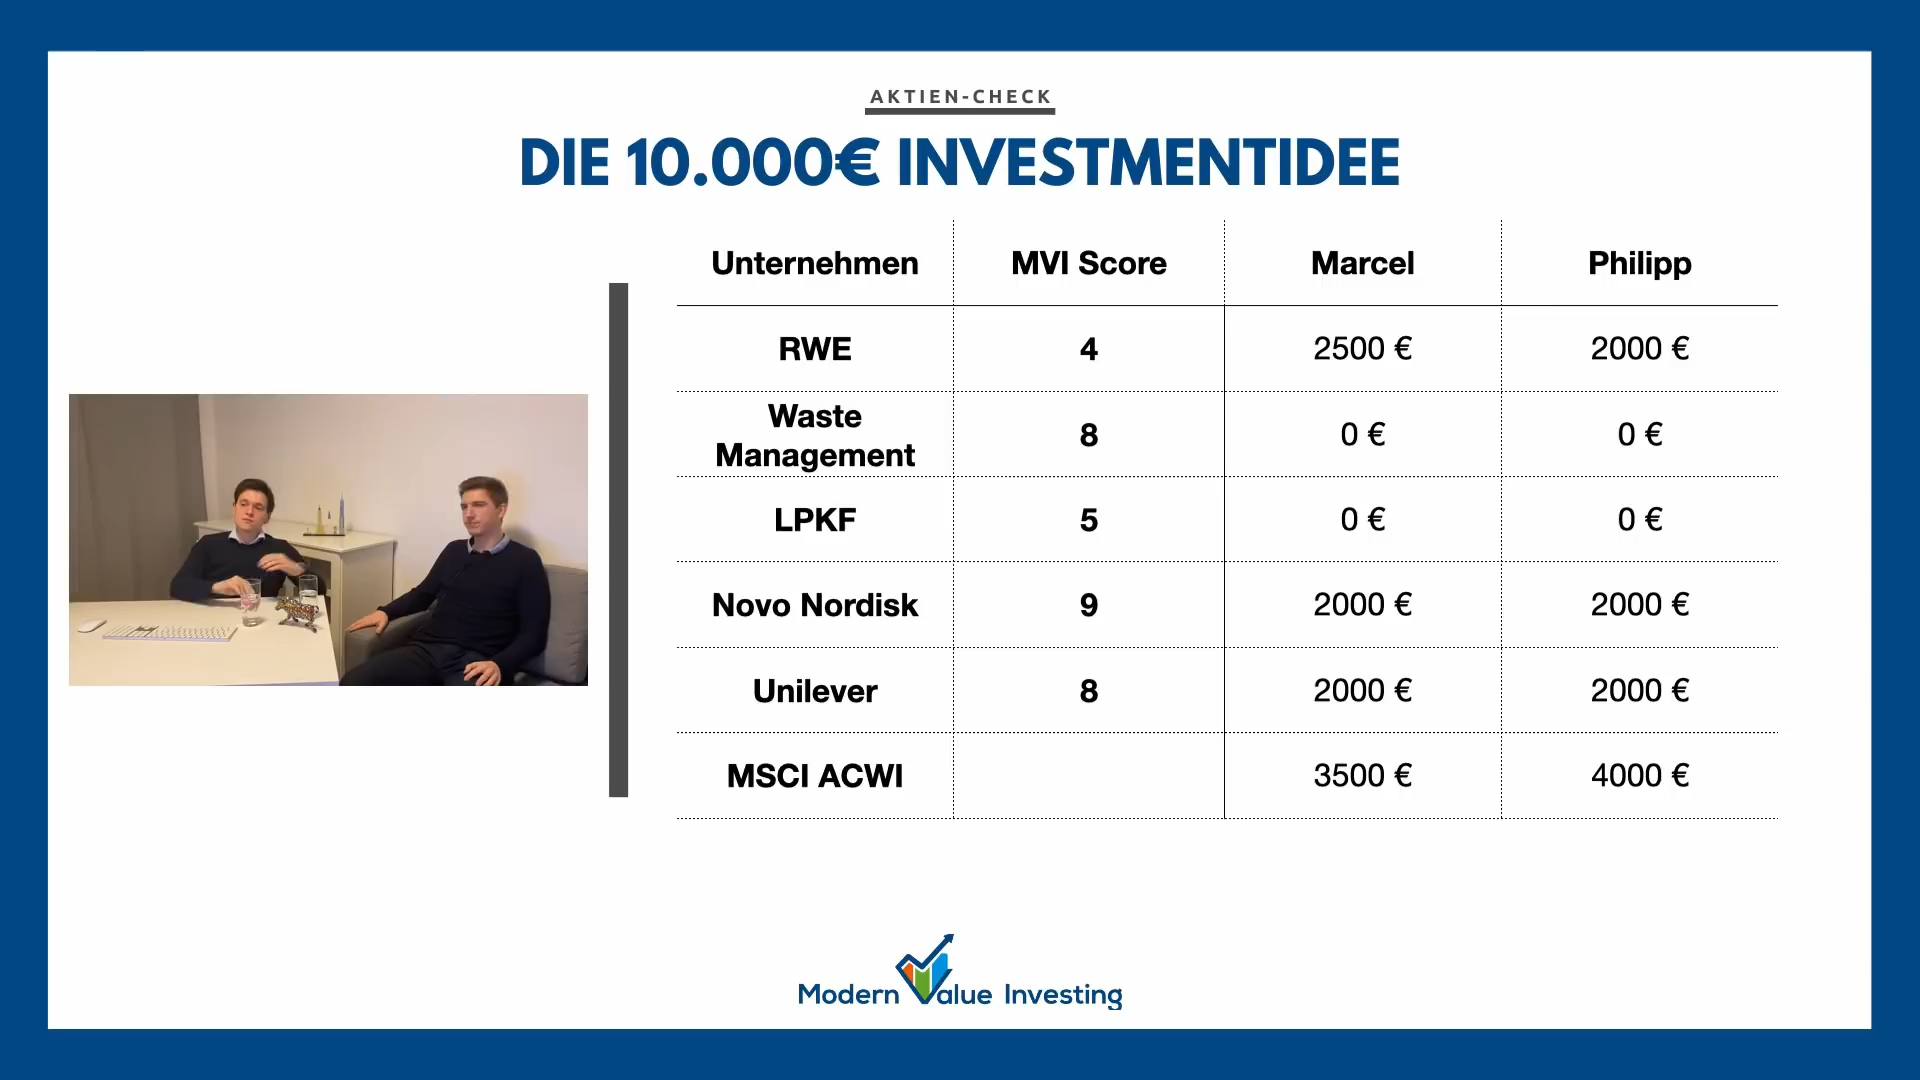 AKTIEN-CHECK
DIE 10.000€ INVESTMENTIDEE
Unternehmen MVI Score Marcel Philipp
RWE 4 2500 € 2000 €
Waste
Management 8 0 € 0 €
LPKF 5 0 € 0 €
Novo Nordisk 9 2000 € 2000 €
Unilever 8 2000 € 2000 €
MSCI ACWI 3500 € 4000 €
Modern Value Investing